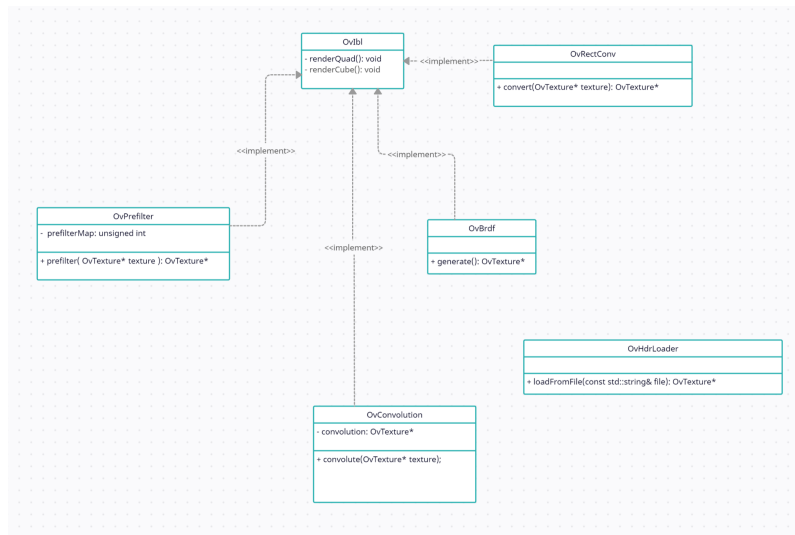 OvIbl
- renderQuad(): void
- renderCube(): void
<<implement>>
OvRectConv
+ convert(OvTexture* texture): OvTexture*
<<implement>>
<<implement>>
OvPrefilter
- prefilterMap: unsigned int
+ prefilter( OvTexture* texture ): OvTexture*
OvBrdf
+ generate(): OvTexture*
<<implement>>
OvHdrLoader
+ loadFromFile(const std::string& file): OvTexture*
OvConvolution
- convolution: OvTexture*
+ convolute(OvTexture* texture);